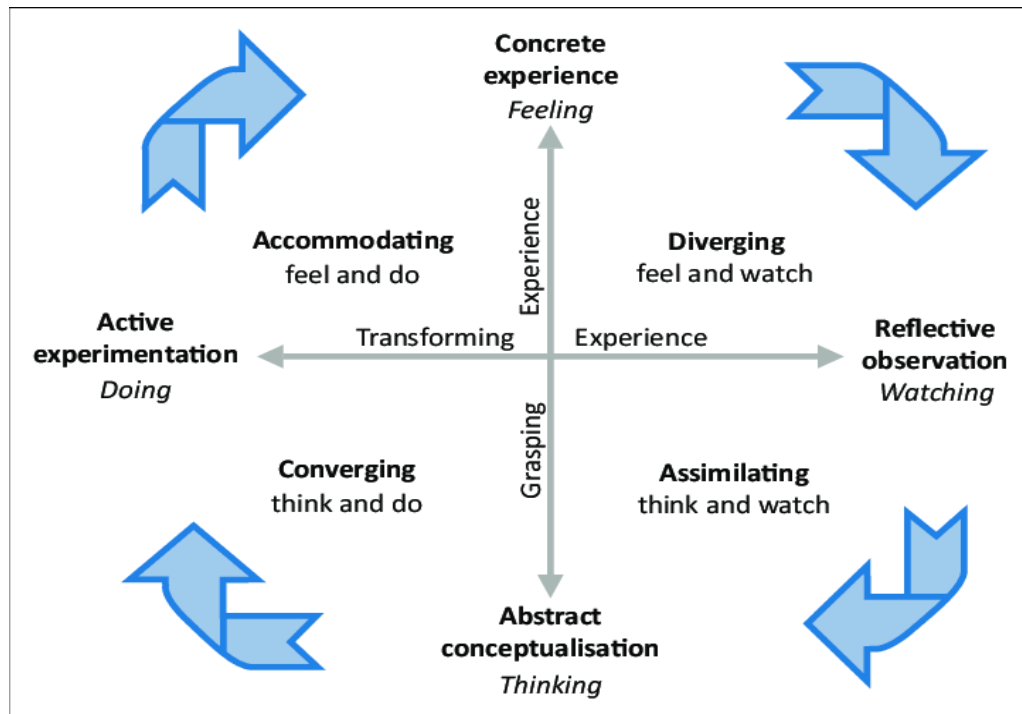 Concrete
experience
Feeling
Accommodating
feel and do
Experience
Diverging
feel and watch
Active
experimentation
Doing
Transforming
Experience
Reflective
observation
Watching
Converging
think and do
Grasping
Assimilating
think and watch
Abstract
conceptualisation
Thinking